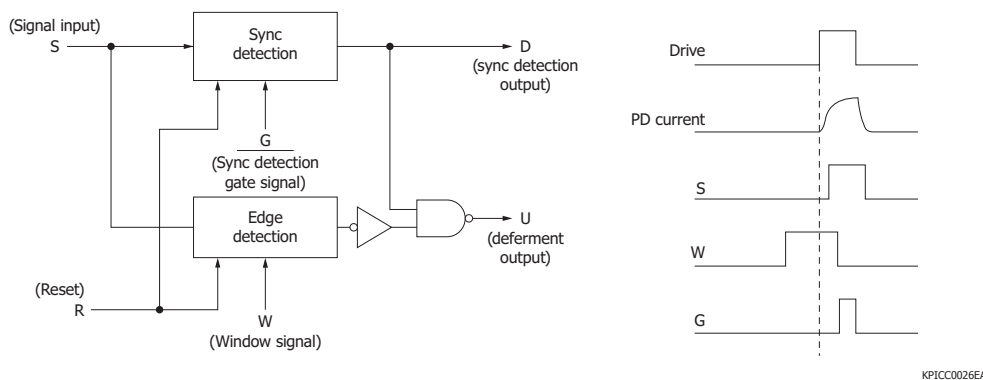 (Signal input)
S
Sync
detection
D
(sync detection
output)
G
(Sync detection
gate signal)
Edge
detection
U
(deferment
output)
(Reset)
R
W
(Window signal)
Drive
PD current
S
W
G
KPICC0026EA